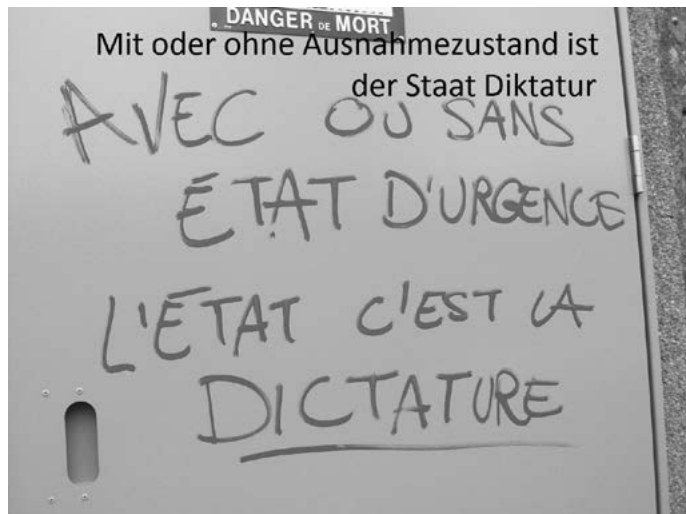 DANGER DE MORT
Mit oder ohne Ausnahmezustand ist
der Staat Diktatur
AVEC OU SANS
ÉTAT D'URGENCE
L'ÉTAT C'EST LA
DICTATURE